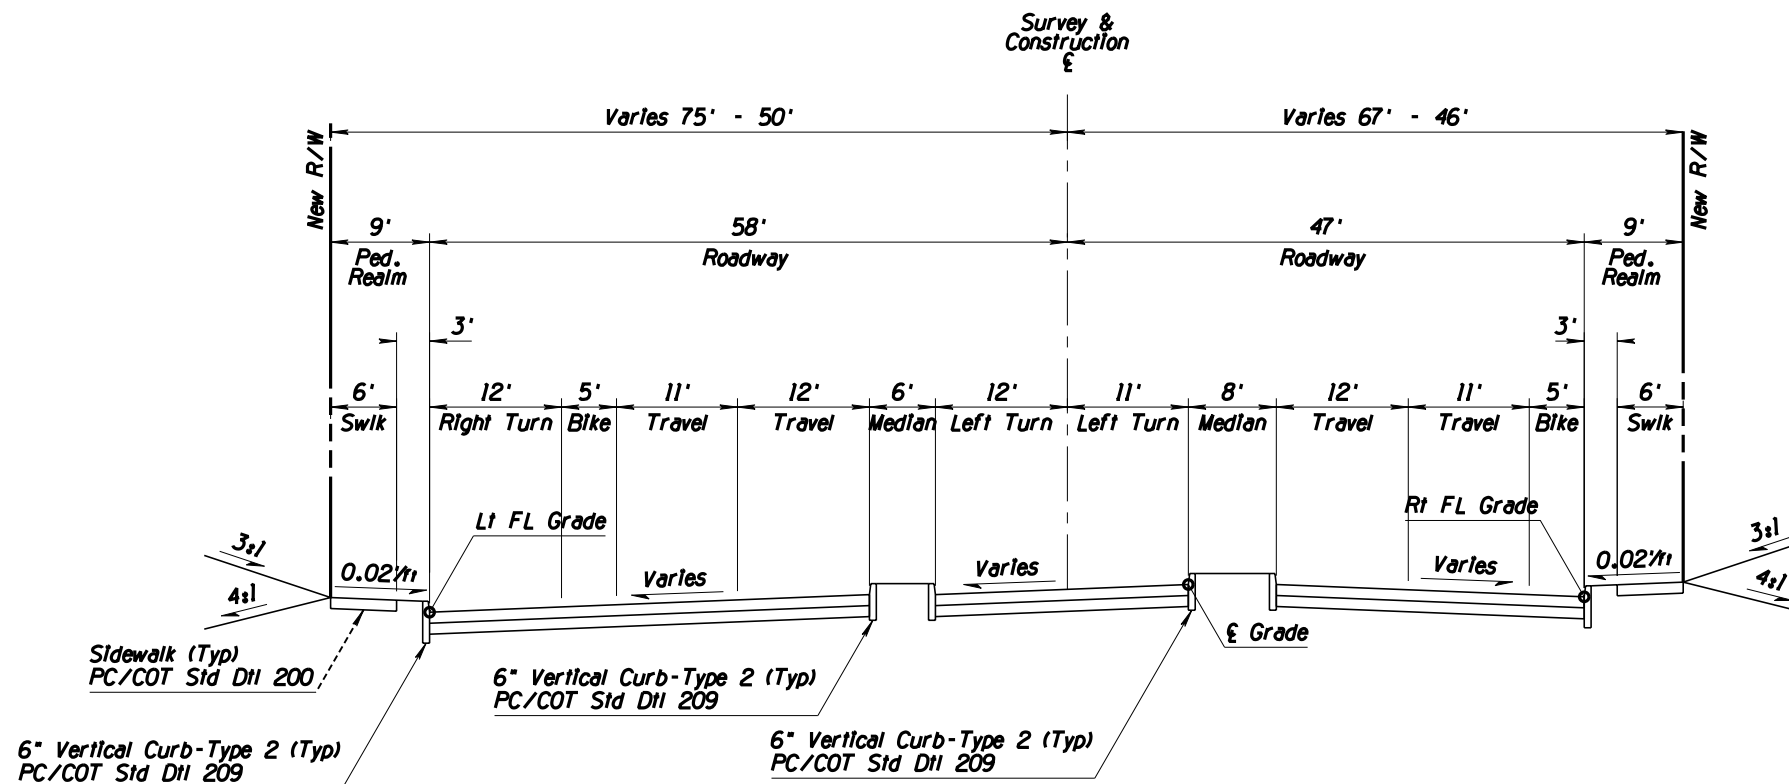 Survey &
Construction
℄
Varies 75' - 50'
Varies 67' - 46'
New R/W
New R/W
9'
58'
47'
9'
Ped.
Realm
Roadway
Roadway
Ped.
Realm
3'
3'
6'
12'
5'
11'
12'
6'
12'
11'
8'
12'
11'
5'
6'
Swlk
Right Turn
Bike
Travel
Travel
Median
Left Turn
Left Turn
Median
Travel
Travel
Bike
Swlk
Lt FL Grade
Rt FL Grade
3:1
0.02'/ft
4:1
Varies
Varies
Varies
0.02'/ft
3:1
4:1
℄ Grade
Sidewalk (Typ)
PC/COT Std Dtl 200
6" Vertical Curb-Type 2 (Typ)
PC/COT Std Dtl 209
6" Vertical Curb-Type 2 (Typ)
PC/COT Std Dtl 209
6" Vertical Curb-Type 2 (Typ)
PC/COT Std Dtl 209